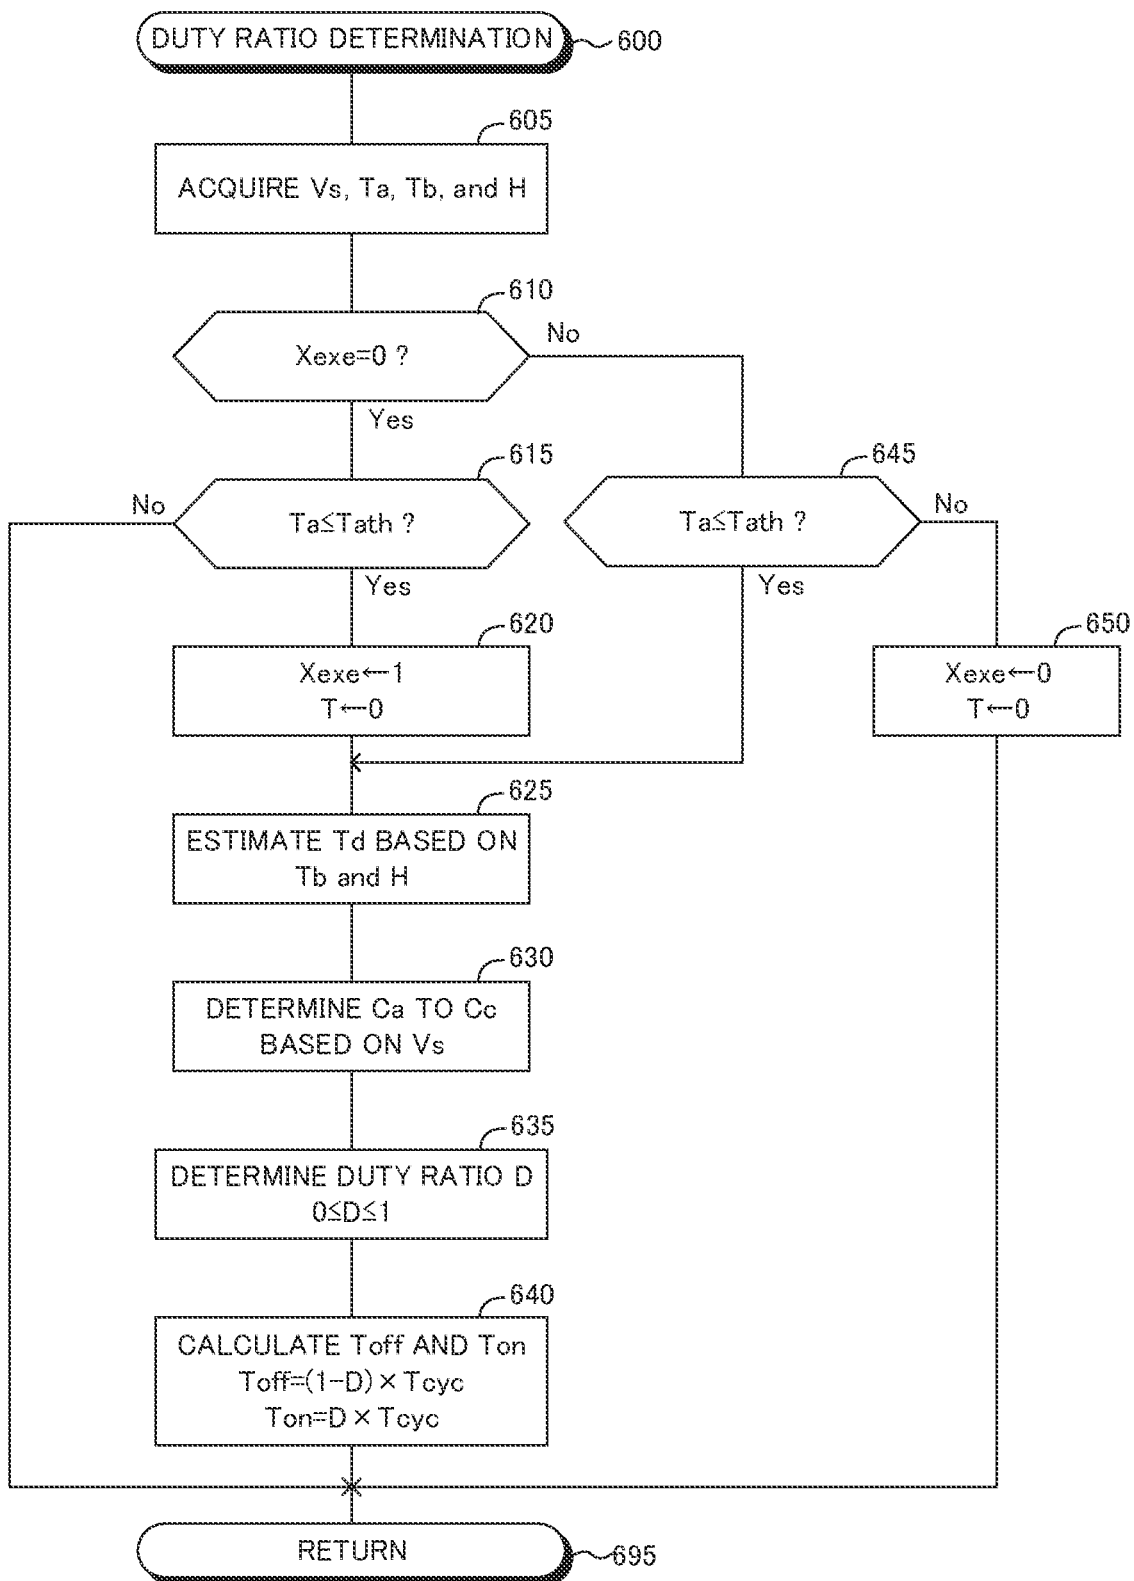 DUTY RATIO DETERMINATION
600
605
ACQUIRE Vs, Ta, Tb, and H
610
Xexe=0 ?
No
Yes
615
645
No
Ta≤Tath ?
Ta≤Tath ?
No
Yes
Yes
620
650
Xexe←1
T←0
Xexe←0
T←0
625
ESTIMATE Td BASED ON
Tb and H
630
DETERMINE Ca TO Cc
BASED ON Vs
635
DETERMINE DUTY RATIO D
0≤D≤1
640
CALCULATE Toff AND Ton
Toff=(1-D)×Tcyc
Ton=D×Tcyc
RETURN
695